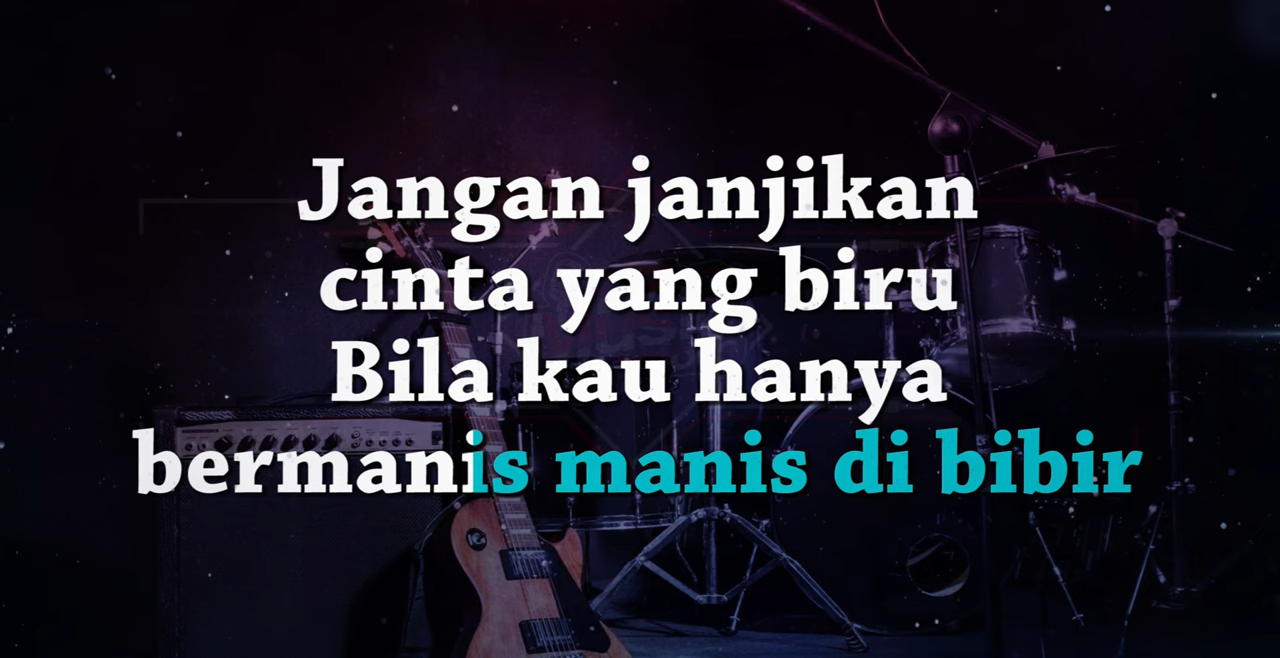 Jangan janjikan
cinta yang biru
Bila kau hanya
bermanis manis di bibir